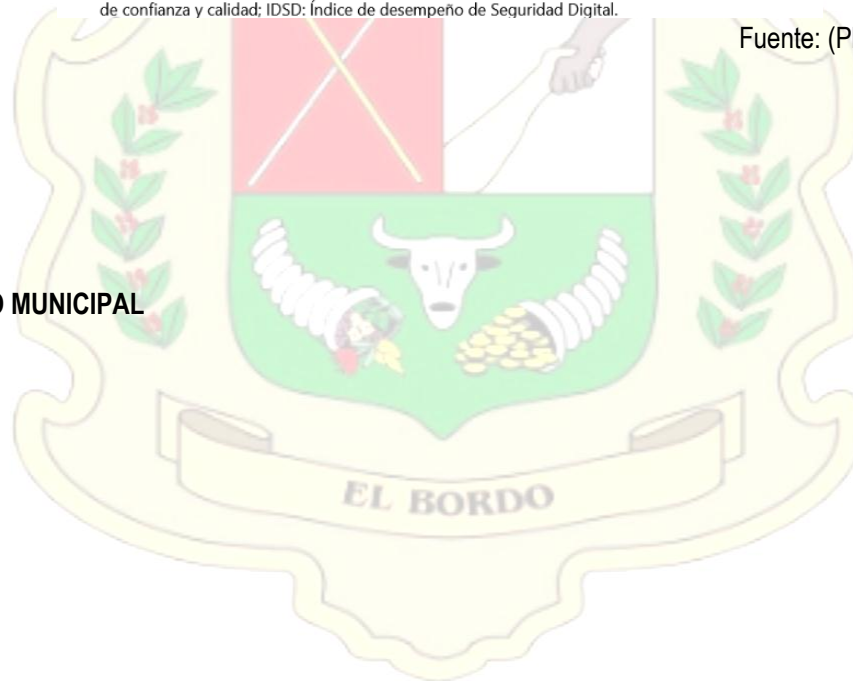 de confianza y calidad; IDSD: Índice de desempeño de Seguridad Digital.
Fuente: (P
O MUNICIPAL
EL BORDO